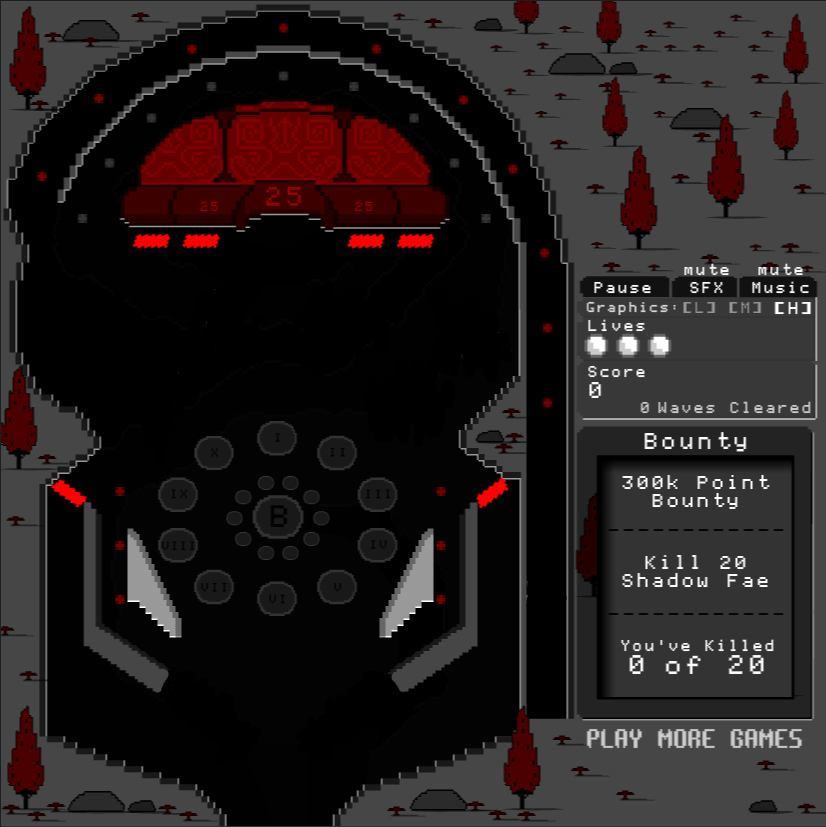 25
25
25
mute mute
Pause SFX Music
Graphics: [L] [M] [H]
Lives
Score
0
0 Waves Cleared
Bounty
300k Point
Bounty
Kill 20
Shadow Fae
You've Killed
0 of 20
PLAY MORE GAMES
I
X II
IX III
B
VIII IV
VII V
VI